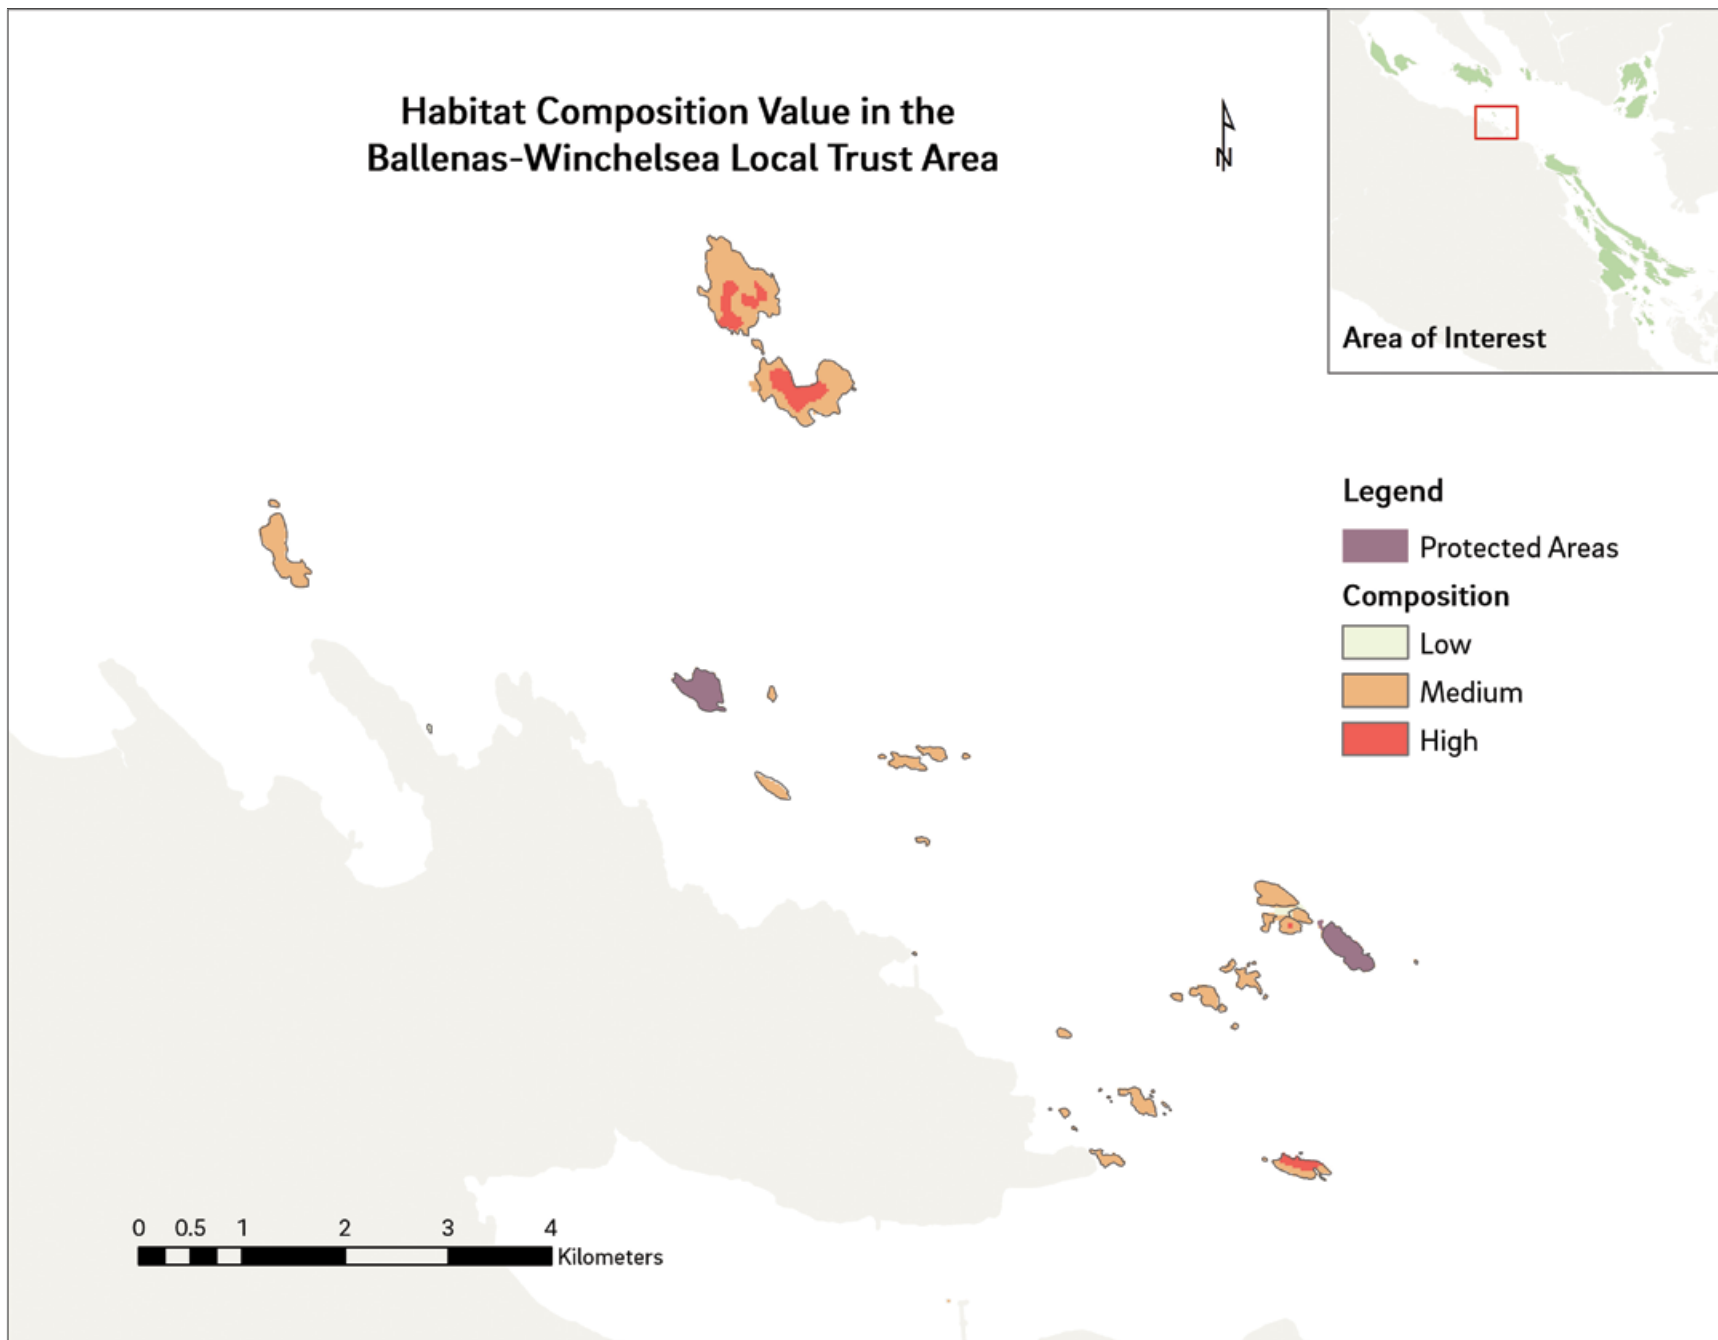 Habitat Composition Value in the
Ballenas-Winchelsea Local Trust Area
N
Area of Interest
Legend
Protected Areas
Composition
Low
Medium
High
0 0.5 1 2 3 4
Kilometers